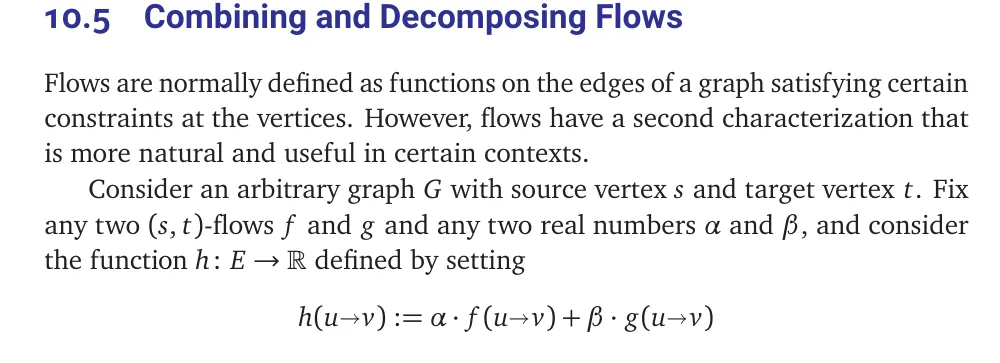 10.5 Combining and Decomposing Flows
Flows are normally defined as functions on the edges of a graph satisfying certain
constraints at the vertices. However, flows have a second characterization that
is more natural and useful in certain contexts.
Consider an arbitrary graph G with source vertex s and target vertex t. Fix
any two (s, t)-flows f and g and any two real numbers α and β, and consider
the function h: E → ℝ defined by setting
h(u→v) := α · f(u→v) + β · g(u→v)